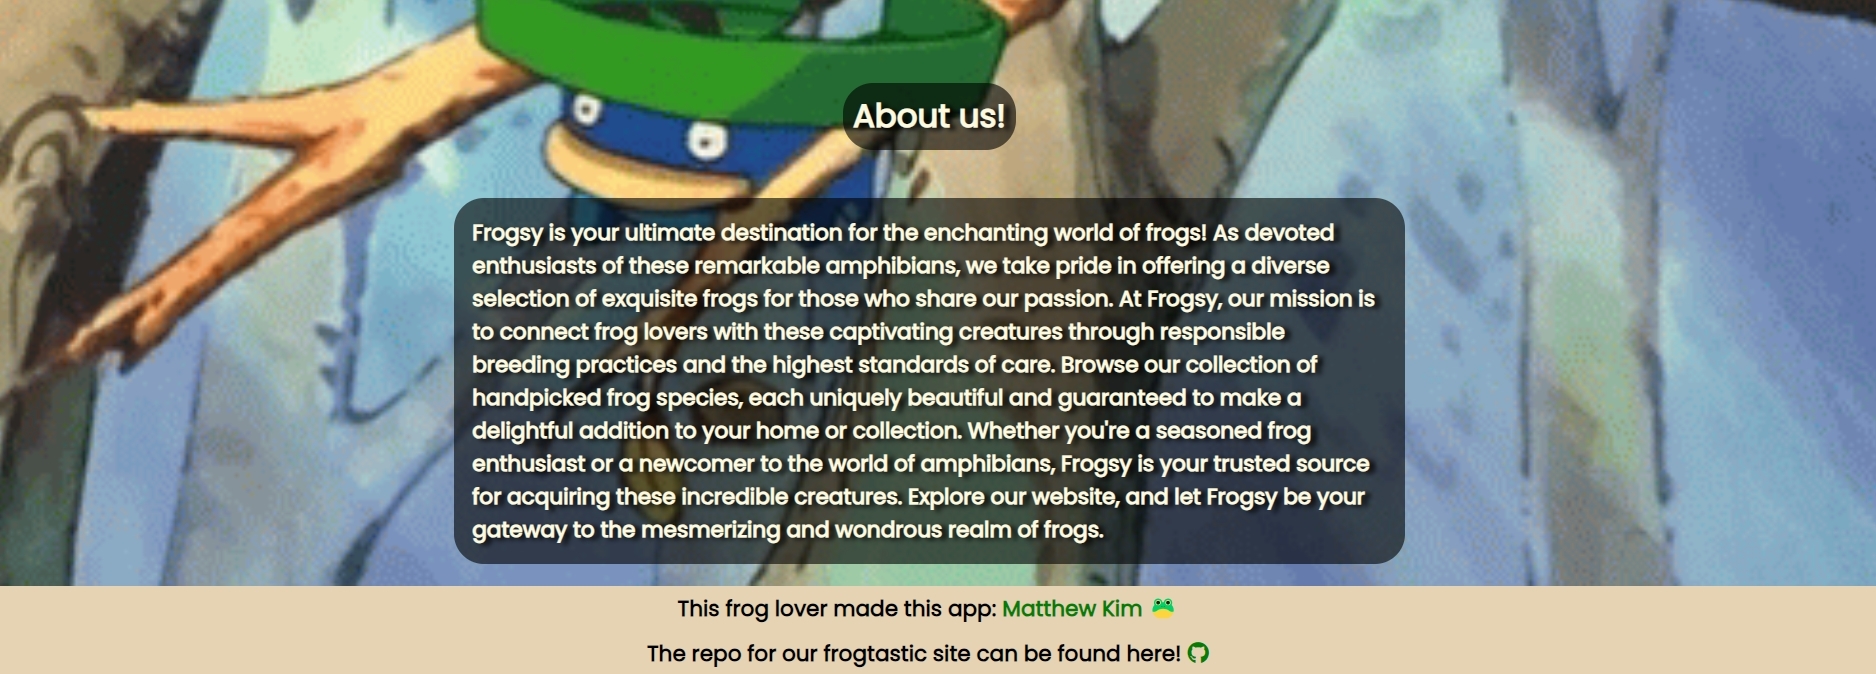 About us!
Frogsy is your ultimate destination for the enchanting world of frogs! As devoted
enthusiasts of these remarkable amphibians, we take pride in offering a diverse
selection of exquisite frogs for those who share our passion. At Frogsy, our mission is
to connect frog lovers with these captivating creatures through responsible
breeding practices and the highest standards of care. Browse our collection of
handpicked frog species, each uniquely beautiful and guaranteed to make a
delightful addition to your home or collection. Whether you're a seasoned frog
enthusiast or a newcomer to the world of amphibians, Frogsy is your trusted source
for acquiring these incredible creatures. Explore our website, and let Frogsy be your
gateway to the mesmerizing and wondrous realm of frogs.
This frog lover made this app: Matthew Kim 🐸
The repo for our frogtastic site can be found here!